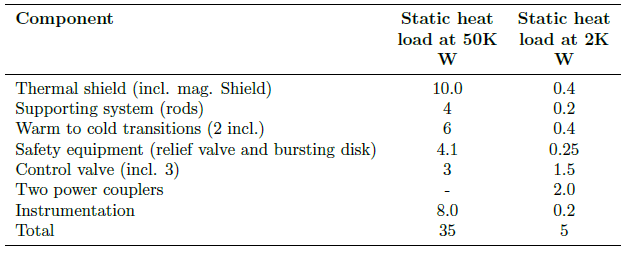 Component Static heat Static heat
load at 50K load at 2K
W W
Thermal shield (incl. mag. Shield) 10.0 0.4
Supporting system (rods) 4 0.2
Warm to cold transitions (2 incl.) 6 0.4
Safety equipment (relief valve and bursting disk) 4.1 0.25
Control valve (incl. 3) 3 1.5
Two power couplers - 2.0
Instrumentation 8.0 0.2
Total 35 5